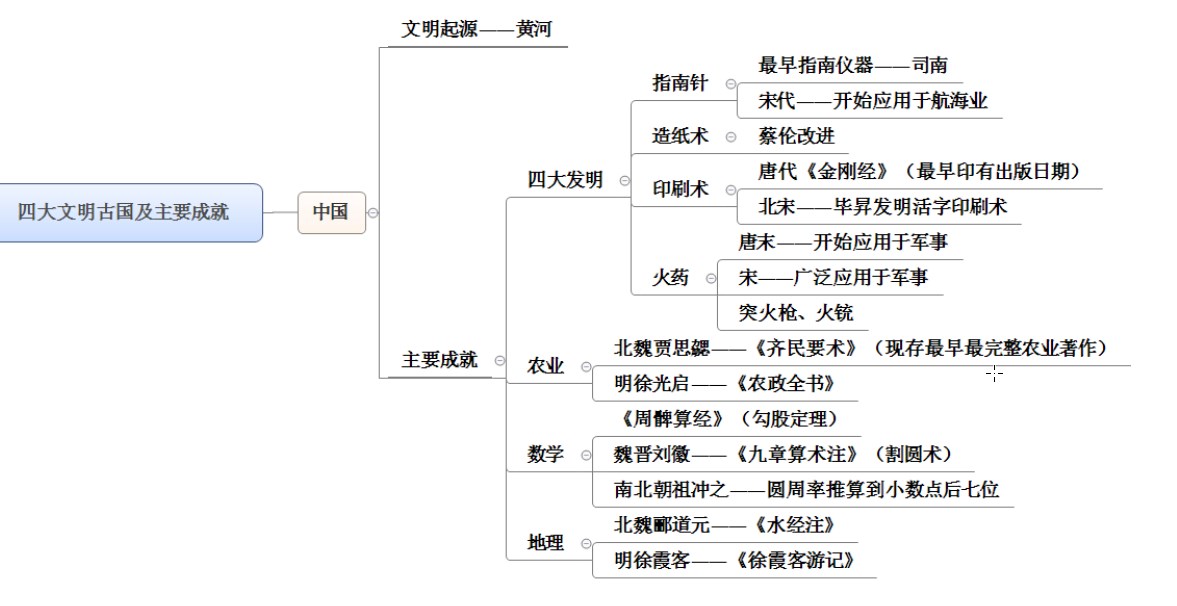 四大文明古国及主要成就
中国
文明起源——黄河
主要成就
四大发明
指南针
最早指南仪器——司南
宋代——开始应用于航海业
造纸术
蔡伦改进
印刷术
唐代《金刚经》（最早印有出版日期）
北宋——毕昇发明活字印刷术
火药
唐末——开始应用于军事
宋——广泛应用于军事
突火枪、火铳
农业
北魏贾思勰——《齐民要术》（现存最早最完整农业著作）
明徐光启——《农政全书》
数学
《周髀算经》（勾股定理）
魏晋刘徽——《九章算术注》（割圆术）
南北朝祖冲之——圆周率推算到小数点后七位
地理
北魏郦道元——《水经注》
明徐霞客——《徐霞客游记》